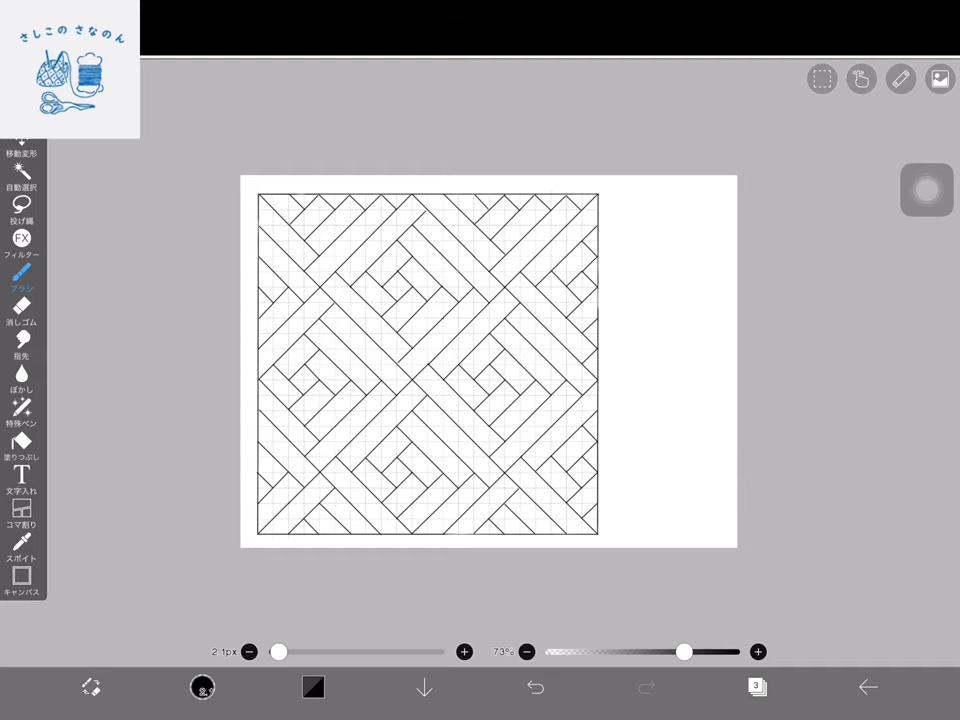 さしこの さなのん
移動変形
自動選択
投げ縄
FX
フィルター
ブラシ
消しゴム
指先
ぼかし
特殊ペン
塗りつぶし
T
文字入れ
コマ割り
スポイト
キャンバス
2.1px
73%
2.1
3